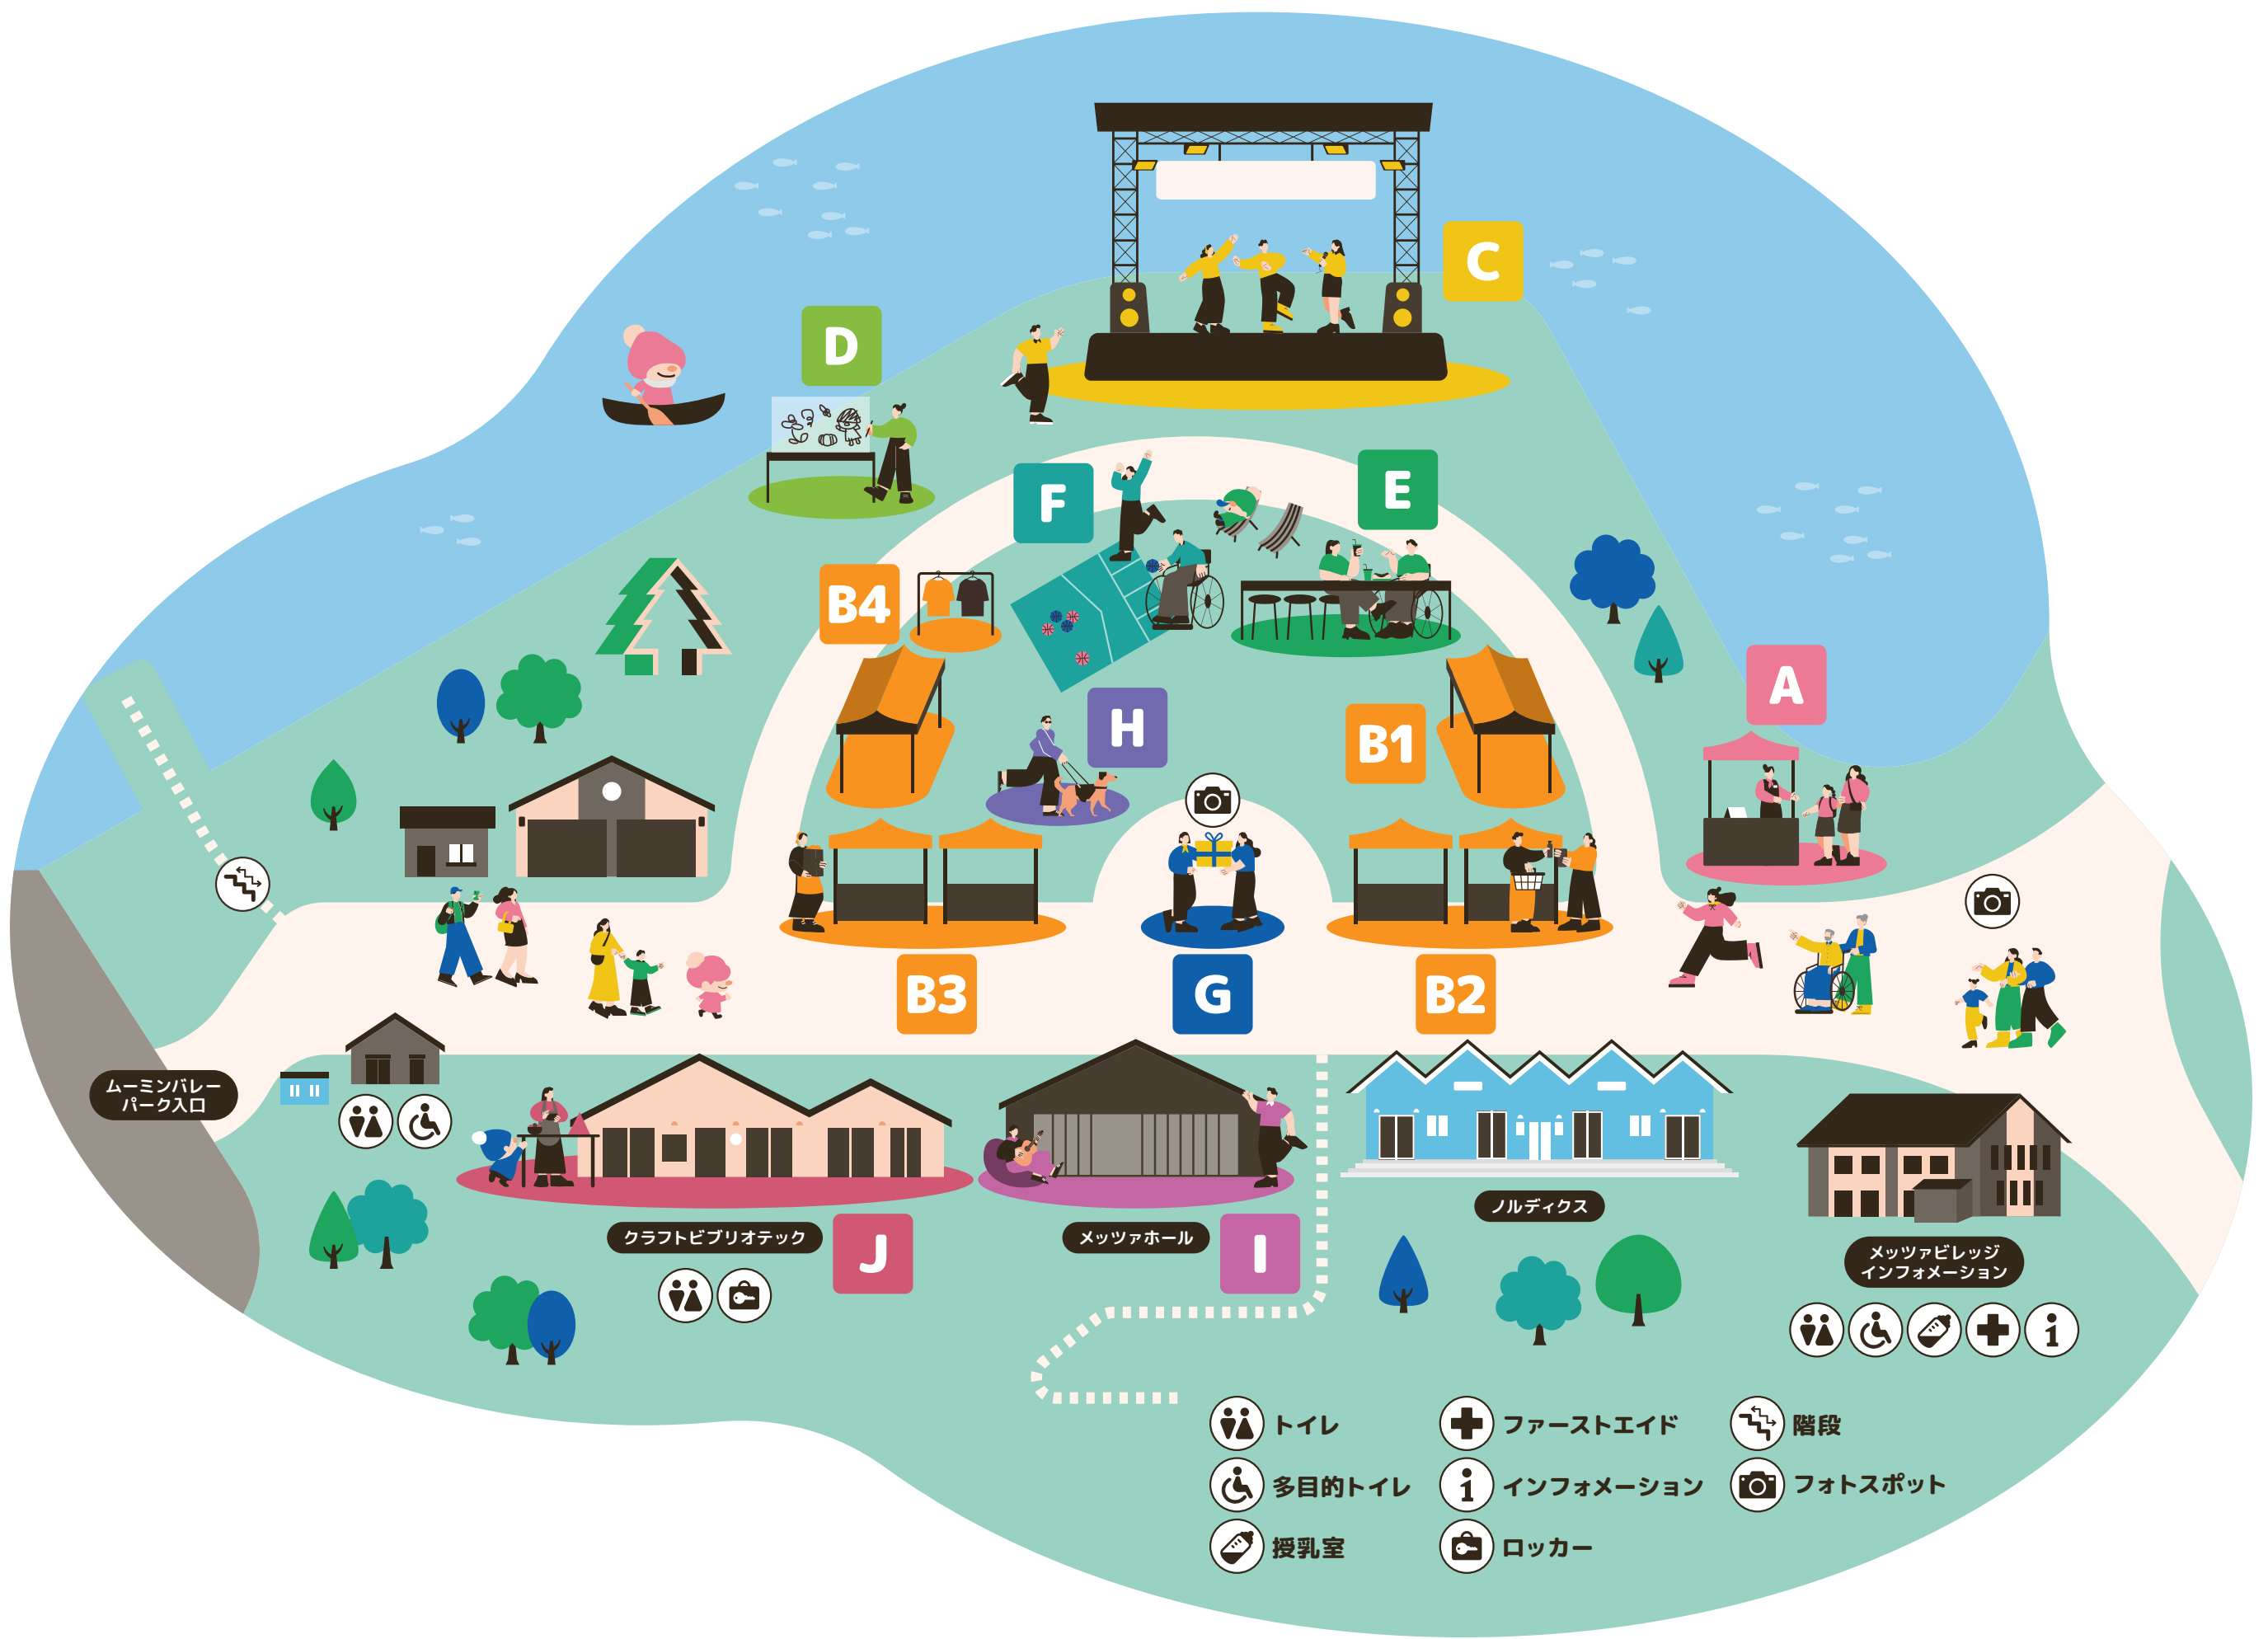 C
D
E
F
B4
A
H
B1
B3
G
B2
ムーミンバレー
パーク入口
クラフトビブリオテック
J
メッツァホール
I
ノルディクス
メッツァビレッジ
インフォメーション
トイレ
ファーストエイド
階段
多目的トイレ
インフォメーション
フォトスポット
授乳室
ロッカー